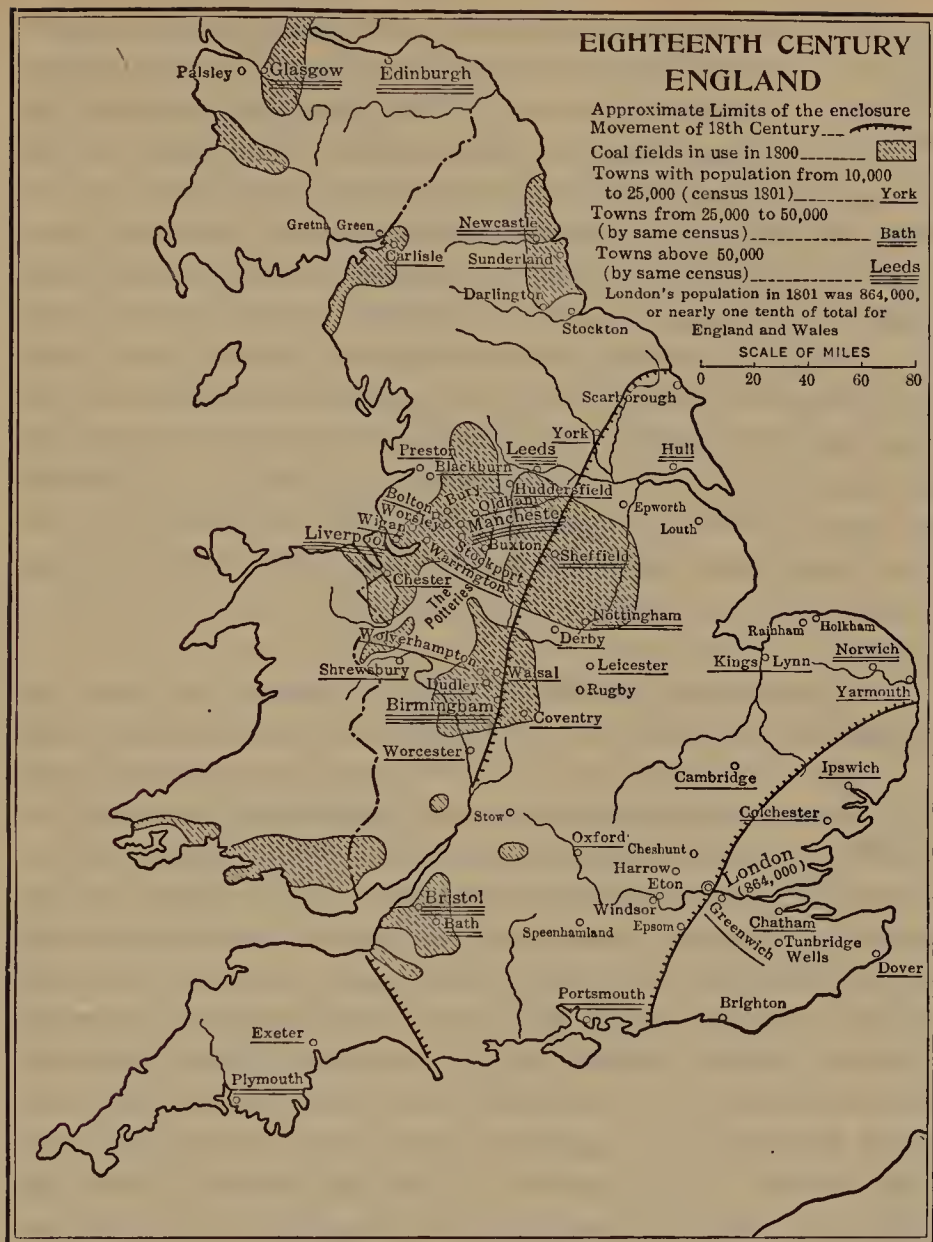 EIGHTEENTH CENTURY
ENGLAND
Approximate Limits of the enclosure
Movement of 18th Century
Coal fields in use in 1800
Towns with population from 10,000
to 25,000 (census 1801) York
Towns from 25,000 to 50,000
(by same census) Bath
Towns above 50,000
(by same census) Leeds
London's population in 1801 was 864,000,
or nearly one tenth of total for
England and Wales
SCALE OF MILES
0 20 40 60 80
Palsley
Glasgow
Edinburgh
Gretna Green
Carlisle
Newcastle
Sunderland
Darlington
Stockton
Scarborough
York
Hull
Preston
Blackburn
Leeds
Huddersfield
Bolton
Bury
Oldham
Worsley
Manchester
Wigan
Liverpool
Warrington
Stockport
Buxton
Sheffield
Epworth
Louth
Chester
The
Potteries
Nottingham
Derby
Wolverhampton
Shrewsbury
Walsal
Dudley
Leicester
Rugby
Birmingham
Coventry
Worcester
Rainham
Holkham
Kings Lynn
Norwich
Yarmouth
Cambridge
Ipswich
Colchester
Stow
Oxford
Cheshunt
Harrow
Eton
Windsor
London
(864,000)
Greenwich
Epsom
Chatham
Tunbridge
Wells
Dover
Bristol
Bath
Speenhamland
Portsmouth
Brighton
Exeter
Plymouth